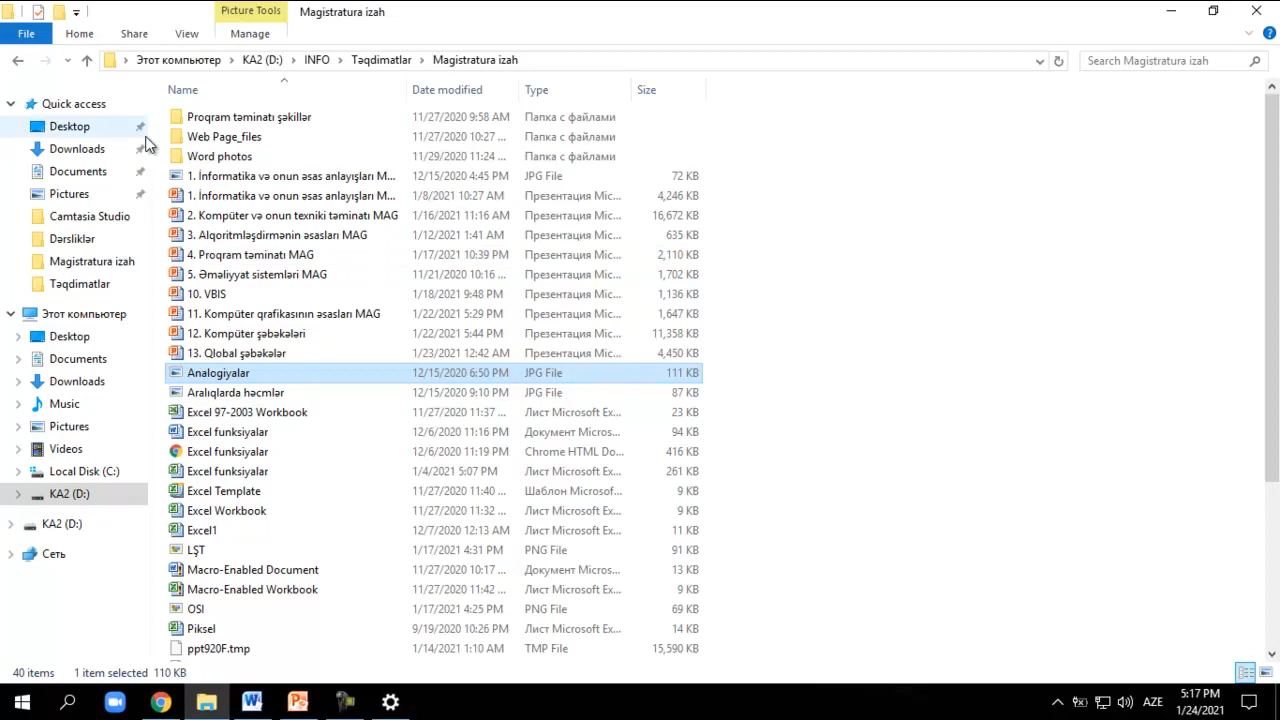 Picture Tools
Magistratura izah
File
Home
Share
View
Manage
Этот компьютер
KA2 (D:)
INFO
Təqdimatlar
Magistratura izah
Search Magistratura izah
Name
Date modified
Type
Size
Quick access
Desktop
Downloads
Documents
Pictures
Camtasia Studio
Dərsliklər
Magistratura izah
Təqdimatlar
Этот компьютер
Desktop
Documents
Downloads
Music
Pictures
Videos
Local Disk (C:)
KA2 (D:)
KA2 (D:)
Сеть
Proqram təminatı şəkillər 11/27/2020 9:58 AM Папка с файлами
Web Page_files 11/27/2020 10:27 ... Папка с файлами
Word photos 11/29/2020 11:24 ... Папка с файлами
1. İnformatika və onun əsas anlayışları M... 12/15/2020 4:45 PM JPG File 72 KB
1. İnformatika və onun əsas anlayışları M... 1/8/2021 10:27 AM Презентация Mic... 4,246 KB
2. Kompüter və onun texniki təminatı MAG 1/16/2021 11:16 AM Презентация Mic... 16,672 KB
3. Alqoritmləşdirmənin əsasları MAG 1/12/2021 1:41 AM Презентация Mic... 635 KB
4. Proqram təminatı MAG 1/17/2021 10:39 PM Презентация Mic... 2,110 KB
5. Əməliyyat sistemləri MAG 11/21/2020 10:16 ... Презентация Mic... 1,702 KB
10. VBIS 1/18/2021 9:48 PM Презентация Mic... 1,136 KB
11. Kompüter qrafikasının əsasları MAG 1/22/2021 5:29 PM Презентация Mic... 1,647 KB
12. Komputer şəbəkələri 1/22/2021 5:44 PM Презентация Mic... 11,358 KB
13. Qlobal şəbəkələr 1/23/2021 12:42 AM Презентация Mic... 4,450 KB
Analogiyalar 12/15/2020 6:50 PM JPG File 111 KB
Aralıqlarda həcmlər 12/15/2020 9:10 PM JPG File 87 KB
Excel 97-2003 Workbook 11/27/2020 11:37 ... Лист Microsoft Ex... 23 KB
Excel funksiyalar 12/6/2020 11:16 PM Документ Micros... 94 KB
Excel funksiyalar 12/6/2020 11:19 PM Chrome HTML Do... 416 KB
Excel funksiyalar 1/4/2021 5:07 PM Лист Microsoft Ex... 261 KB
Excel Template 11/27/2020 11:40 ... Шаблон Microsof... 9 KB
Excel Workbook 11/27/2020 11:32 ... Лист Microsoft Ex... 9 KB
Excel1 12/7/2020 12:13 AM Лист Microsoft Ex... 11 KB
LŞT 1/17/2021 4:31 PM PNG File 91 KB
Macro-Enabled Document 11/27/2020 10:17 ... Документ Micros... 13 KB
Macro-Enabled Workbook 11/27/2020 11:42 ... Лист Microsoft Ex... 9 KB
OSI 1/17/2021 4:25 PM PNG File 69 KB
Piksel 9/19/2020 10:26 PM Лист Microsoft Ex... 14 KB
ppt920F.tmp 1/14/2021 1:10 AM TMP File 15,590 KB
40 items
1 item selected 110 KB
AZE
5:17 PM
1/24/2021